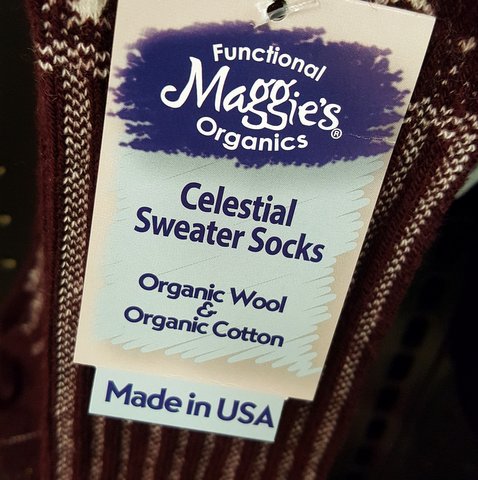 Functional
Maggie's®
Organics
Celestial
Sweater Socks
Organic Wool
&
Organic Cotton
Made in USA